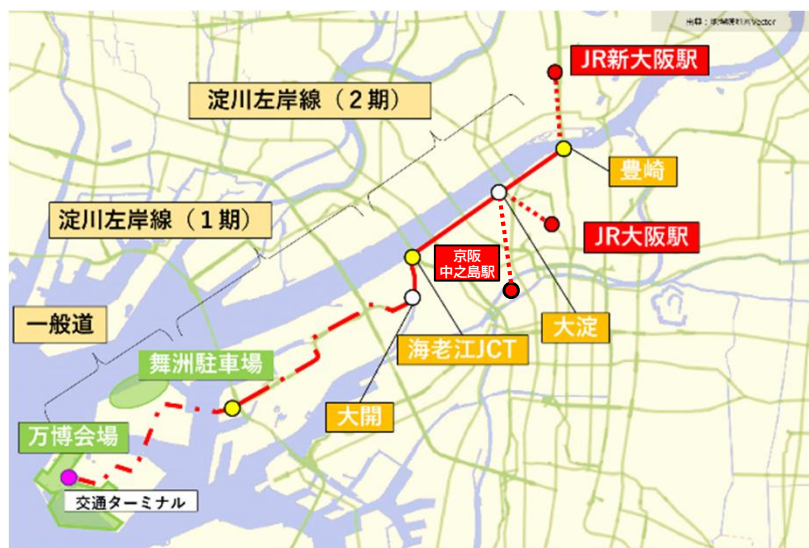 JR新大阪駅
淀川左岸線（２期）
豊崎
淀川左岸線（１期）
JR大阪駅
京阪
中之島駅
一般道
海老江JCT
大淀
舞洲駐車場
大開
万博会場
交通ターミナル